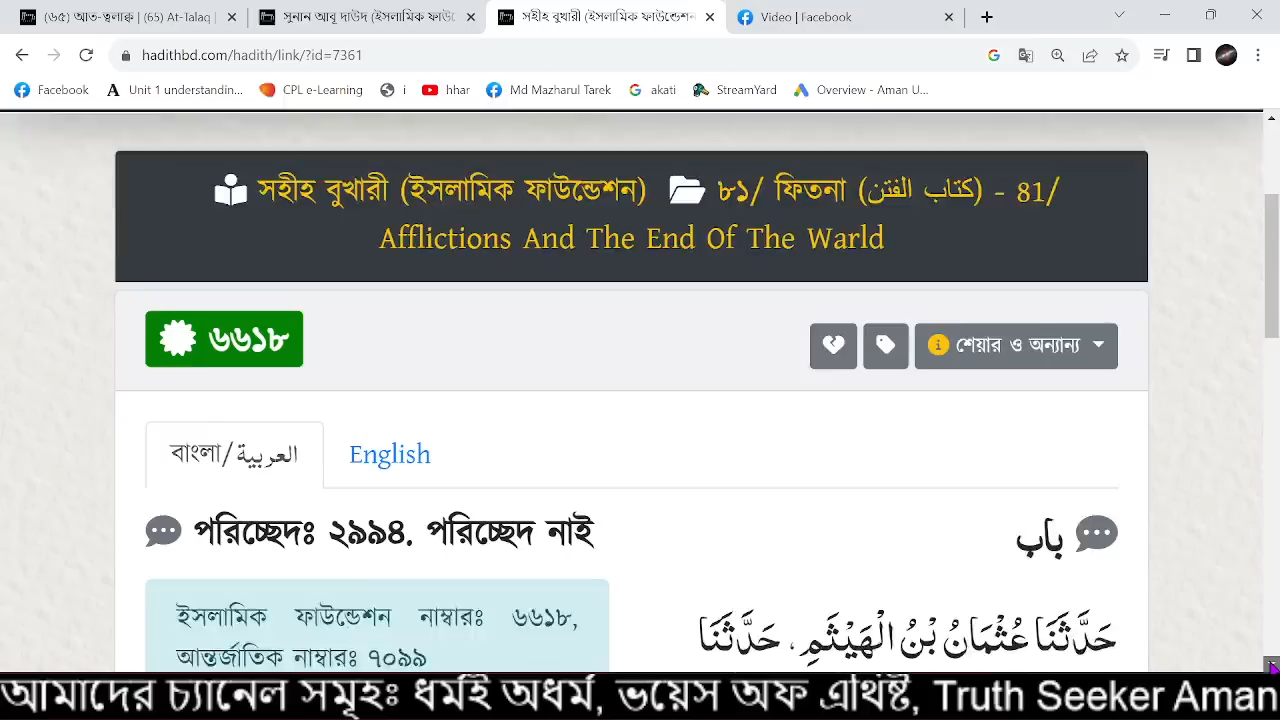 (৬৫) আত-ত্বলাক্ব | (65) At-Talaq |
সুনান আবূ দাউদ (ইসলামিক ফাউ
সহীহ বুখারী (ইসলামিক ফাউন্ডেশন
Video | Facebook
hadithbd.com/hadith/link/?id=7361
Facebook
Unit 1 understandin...
CPL e-Learning
i
hhar
Md Mazharul Tarek
akati
StreamYard
Overview - Aman U...
সহীহ বুখারী (ইসলামিক ফাউন্ডেশন) ৮১/ ফিতনা (كتاب الفتن) - 81/
Afflictions And The End Of The Warld
৬৬১৮
শেয়ার ও অন্যান্য
বাংলা/العربية
English
পরিচ্ছেদঃ ২৯৯৪. পরিচ্ছেদ নাই
باب
ইসলামিক ফাউন্ডেশন নাম্বারঃ ৬৬১৮,
আন্তর্জাতিক নাম্বারঃ ৭০৯৯
حَدَّثَنَا عُثْمَانُ بْنُ الْهَيْثَمِ، حَدَّثَنَا
আমাদের চ্যানেল সমূহঃ ধর্মই অধর্ম, ভয়েস অফ এথিষ্ট, Truth Seeker Aman